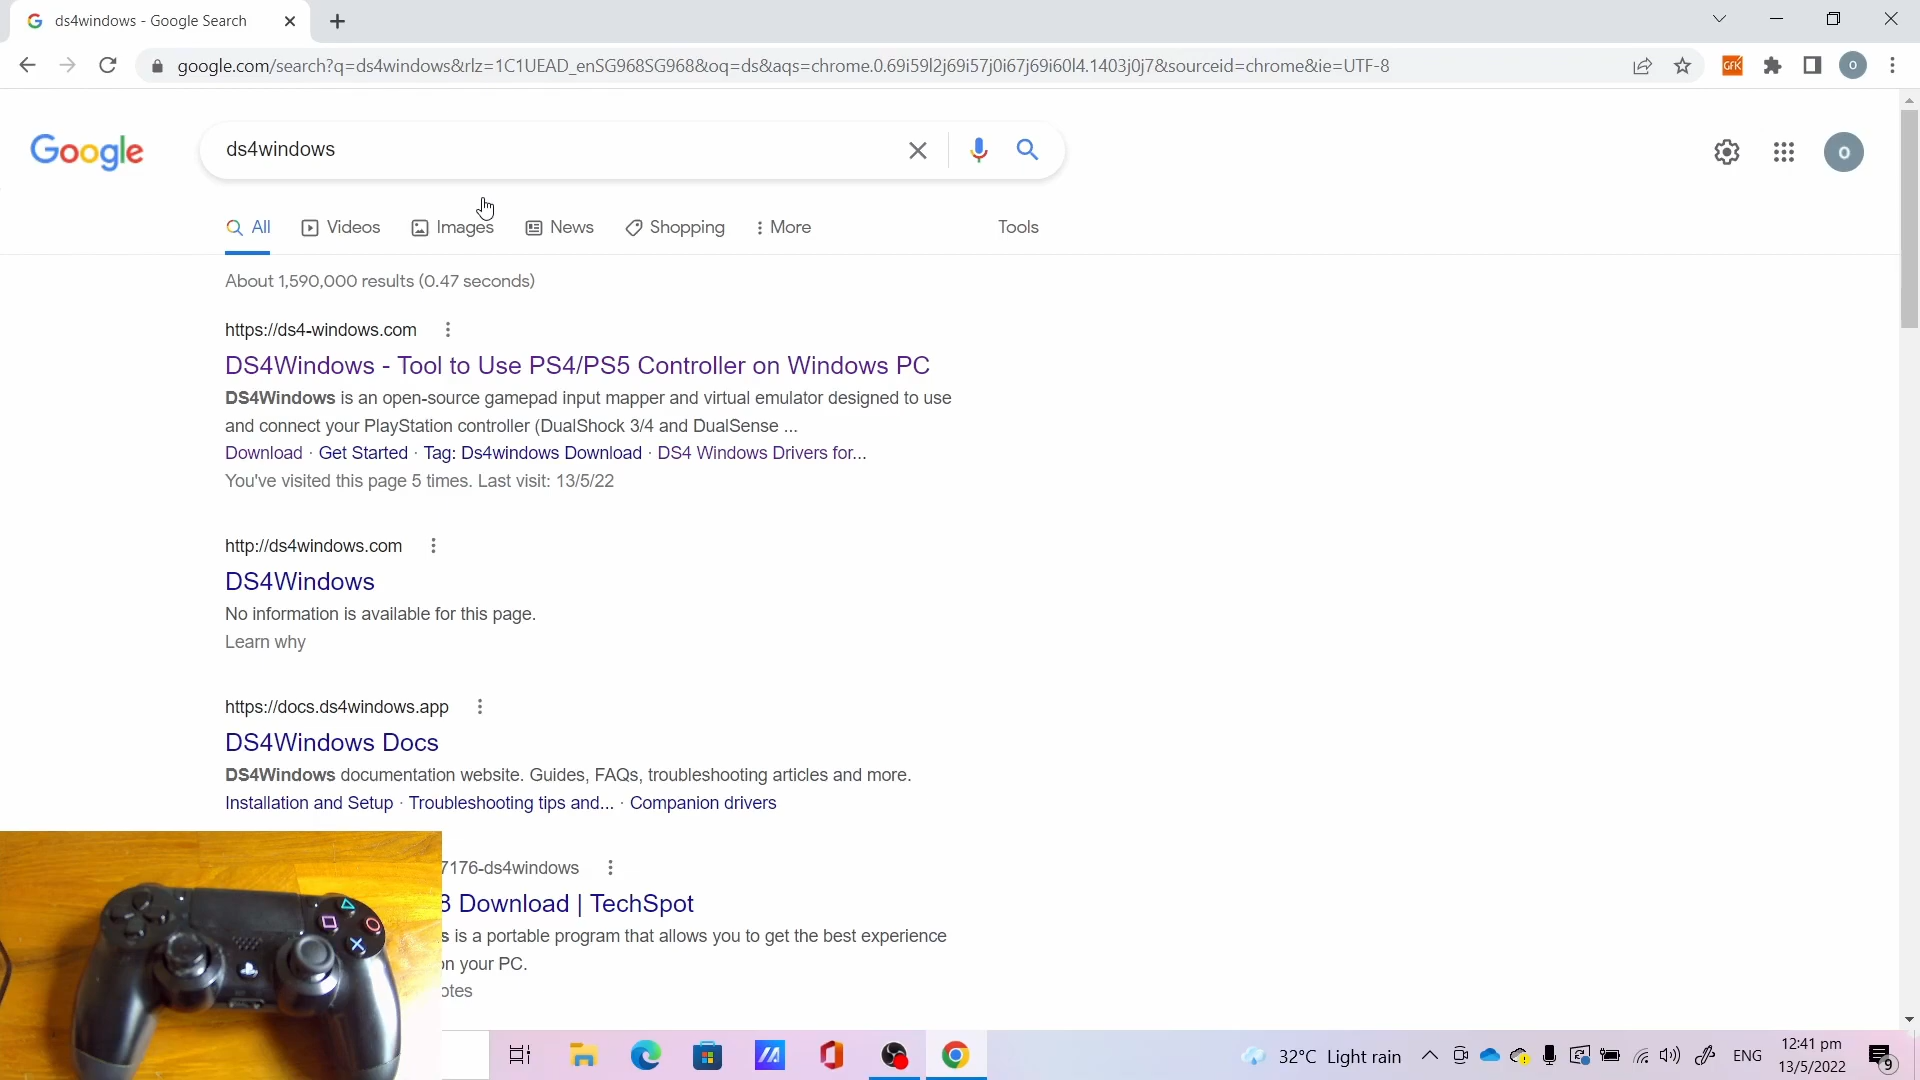 ds4windows - Google Search
google.com/search?q=ds4windows&rlz=1C1UEAD_enSG968SG968&oq=ds&aqs=chrome.0.69i59l2j69i57j0i67j69i60l4.1403j0j7&sourceid=chrome&ie=UTF-8
GFK
O
Google
ds4windows
O
All
Videos
Images
News
Shopping
More
Tools
About 1,590,000 results (0.47 seconds)
https://ds4-windows.com
DS4Windows - Tool to Use PS4/PS5 Controller on Windows PC
DS4Windows is an open-source gamepad input mapper and virtual emulator designed to use
and connect your PlayStation controller (DualShock 3/4 and DualSense ...
Download · Get Started · Tag: Ds4windows Download · DS4 Windows Drivers for...
You've visited this page 5 times. Last visit: 13/5/22
http://ds4windows.com
DS4Windows
No information is available for this page.
Learn why
https://docs.ds4windows.app
DS4Windows Docs
DS4Windows documentation website. Guides, FAQs, troubleshooting articles and more.
Installation and Setup · Troubleshooting tips and... · Companion drivers
7176-ds4windows
3 Download | TechSpot
s is a portable program that allows you to get the best experience
on your PC.
otes
32°C Light rain
ENG
12:41 pm
13/5/2022
9